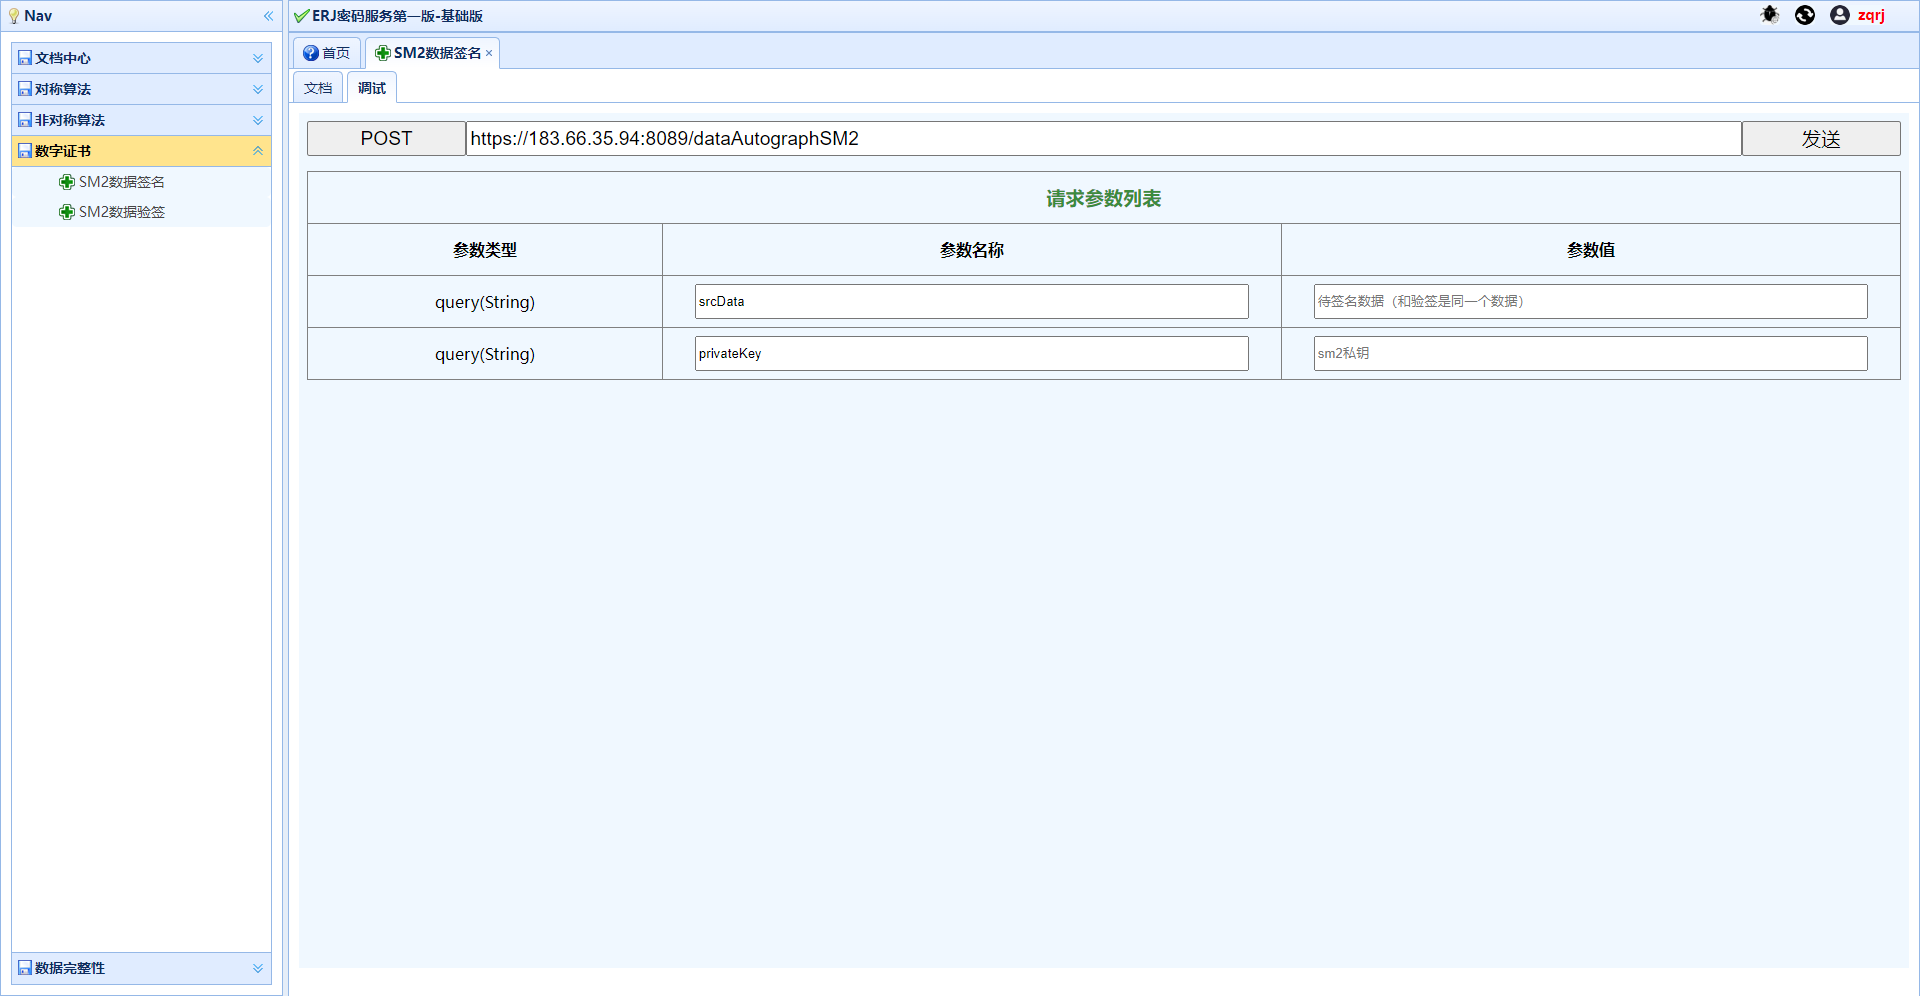 Nav
文档中心
对称算法
非对称算法
数字证书
SM2数据签名
SM2数据验签
数据完整性
ERJ密码服务第一版-基础版
zqrj
首页
SM2数据签名
文档
调试
POST
https://183.66.35.94:8089/dataAutographSM2
发送
请求参数列表
参数类型
参数名称
参数值
query(String)
srcData
待签名数据（和验签是同一个数据）
query(String)
privateKey
sm2私钥